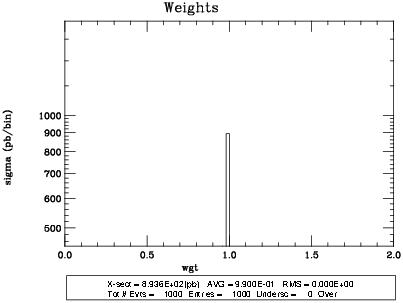 Weights
sigma (pb/bin)
1000
900
800
700
600
500
0.0 0.5 1.0 1.5 2.0
wgt
X-sect = 8.936E+02(pb) AVG = 9.900E-01 RMS = 0.000E+00
Tot # Evts = 1000 Entries = 1000 Undersc = 0 Over